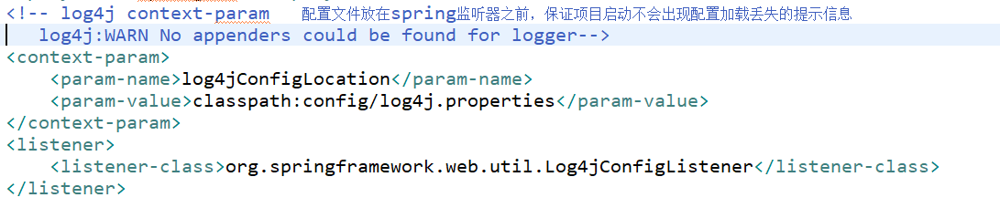 <!-- log4j context-param   配置文件放在spring监听器之前，保证项目启动不会出现配置加载丢失的提示信息
   log4j:WARN No appenders could be found for logger-->
<context-param>
    <param-name>log4jConfigLocation</param-name>
    <param-value>classpath:config/log4j.properties</param-value>
</context-param>
<listener>
    <listener-class>org.springframework.web.util.Log4jConfigListener</listener-class>
</listener>